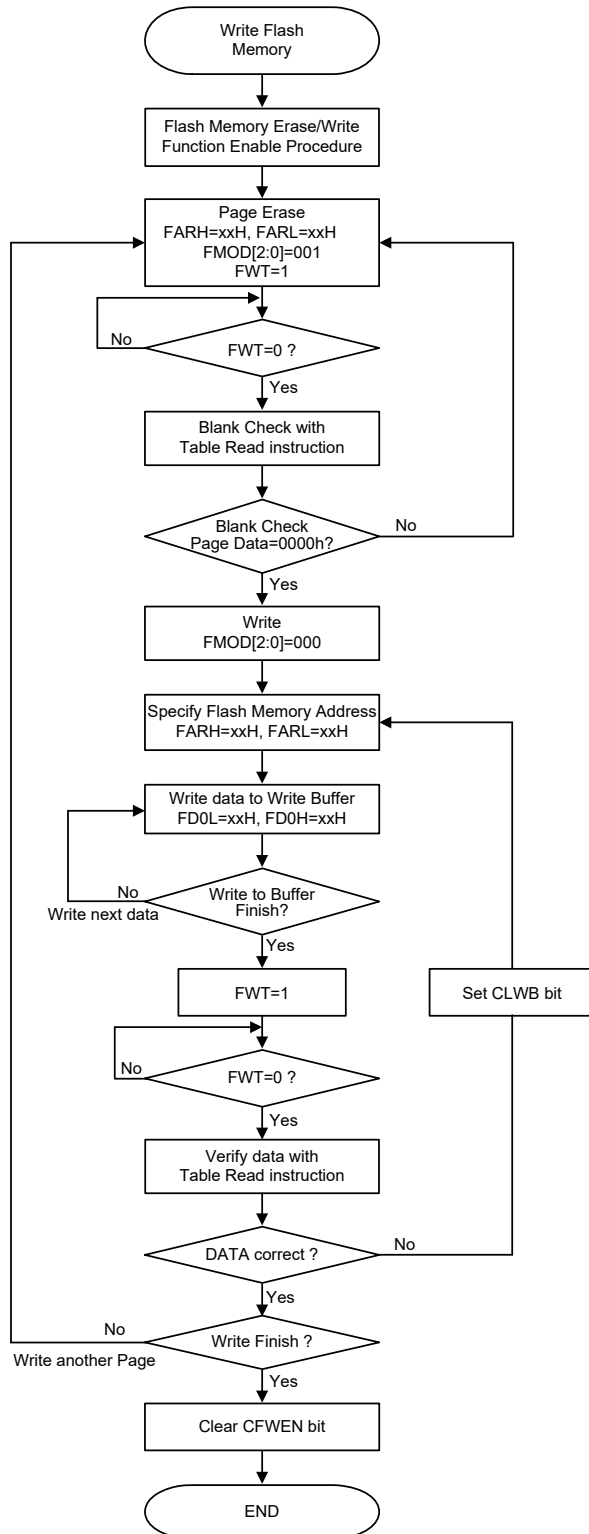 Write Flash
Memory
Flash Memory Erase/Write
Function Enable Procedure
Page Erase
FARH=xxH, FARL=xxH
FMOD[2:0]=001
FWT=1
No
FWT=0 ?
Yes
Blank Check with
Table Read instruction
Blank Check
Page Data=0000h?
No
Yes
Write
FMOD[2:0]=000
Specify Flash Memory Address
FARH=xxH, FARL=xxH
Write data to Write Buffer
FD0L=xxH, FD0H=xxH
No
Write next data
Write to Buffer
Finish?
Yes
FWT=1
Set CLWB bit
No
FWT=0 ?
Yes
Verify data with
Table Read instruction
DATA correct ?
No
Yes
No
Write another Page
Write Finish ?
Yes
Clear CFWEN bit
END